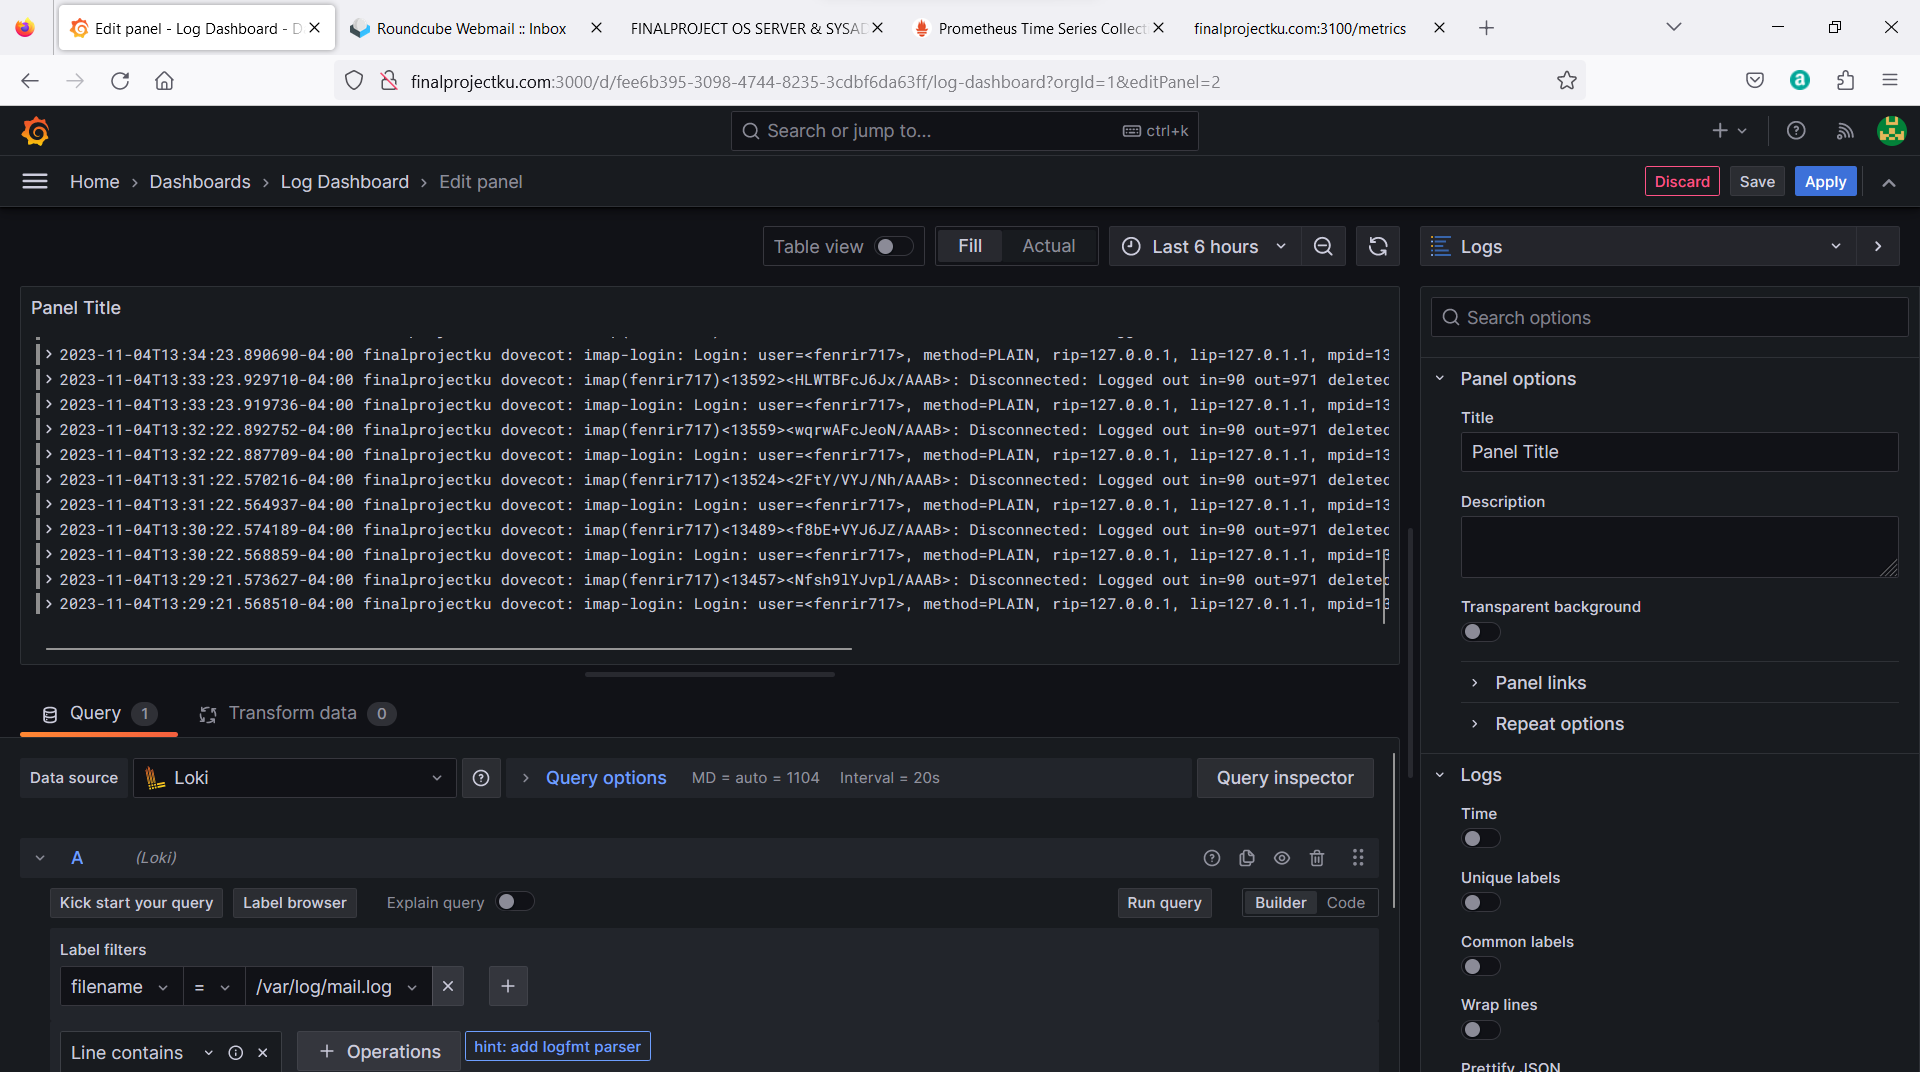 Edit panel - Log Dashboard - D
Roundcube Webmail :: Inbox
FINALPROJECT OS SERVER & SYSAD
Prometheus Time Series Collect
finalprojectku.com:3100/metrics
finalprojectku.com:3000/d/fee6b395-3098-4744-8235-3cdbf6da63ff/log-dashboard?orgId=1&editPanel=2
Search or jump to...
ctrl+k
Home › Dashboards › Log Dashboard › Edit panel
Discard
Save
Apply
Table view
Fill
Actual
Last 6 hours
Logs
Panel Title
2023-11-04T13:34:23.890690-04:00 finalprojectku dovecot: imap-login: Login: user=<fenrir717>, method=PLAIN, rip=127.0.0.1, lip=127.0.1.1, mpid=13
2023-11-04T13:33:23.929710-04:00 finalprojectku dovecot: imap(fenrir717)<13592><HLWTBFcJ6Jx/AAAB>: Disconnected: Logged out in=90 out=971 deleted
2023-11-04T13:33:23.919736-04:00 finalprojectku dovecot: imap-login: Login: user=<fenrir717>, method=PLAIN, rip=127.0.0.1, lip=127.0.1.1, mpid=13
2023-11-04T13:32:22.892752-04:00 finalprojectku dovecot: imap(fenrir717)<13559><wqrwAFcJeoN/AAAB>: Disconnected: Logged out in=90 out=971 deleted
2023-11-04T13:32:22.887709-04:00 finalprojectku dovecot: imap-login: Login: user=<fenrir717>, method=PLAIN, rip=127.0.0.1, lip=127.0.1.1, mpid=13
2023-11-04T13:31:22.570216-04:00 finalprojectku dovecot: imap(fenrir717)<13524><2FtY/VYJ/Nh/AAAB>: Disconnected: Logged out in=90 out=971 deleted
2023-11-04T13:31:22.564937-04:00 finalprojectku dovecot: imap-login: Login: user=<fenrir717>, method=PLAIN, rip=127.0.0.1, lip=127.0.1.1, mpid=13
2023-11-04T13:30:22.574189-04:00 finalprojectku dovecot: imap(fenrir717)<13489><f8bE+VYJ6JZ/AAAB>: Disconnected: Logged out in=90 out=971 deleted
2023-11-04T13:30:22.568859-04:00 finalprojectku dovecot: imap-login: Login: user=<fenrir717>, method=PLAIN, rip=127.0.0.1, lip=127.0.1.1, mpid=13
2023-11-04T13:29:21.573627-04:00 finalprojectku dovecot: imap(fenrir717)<13457><Nfsh9lYJvpl/AAAB>: Disconnected: Logged out in=90 out=971 deleted
2023-11-04T13:29:21.568510-04:00 finalprojectku dovecot: imap-login: Login: user=<fenrir717>, method=PLAIN, rip=127.0.0.1, lip=127.0.1.1, mpid=13
Query 1
Transform data 0
Data source
Loki
Query options
MD = auto = 1104
Interval = 20s
Query inspector
A
(Loki)
Kick start your query
Label browser
Explain query
Run query
Builder
Code
Label filters
filename
=
/var/log/mail.log
Line contains
Operations
hint: add logfmt parser
Search options
Panel options
Title
Panel Title
Description
Transparent background
Panel links
Repeat options
Logs
Time
Unique labels
Common labels
Wrap lines
Prettify JSON